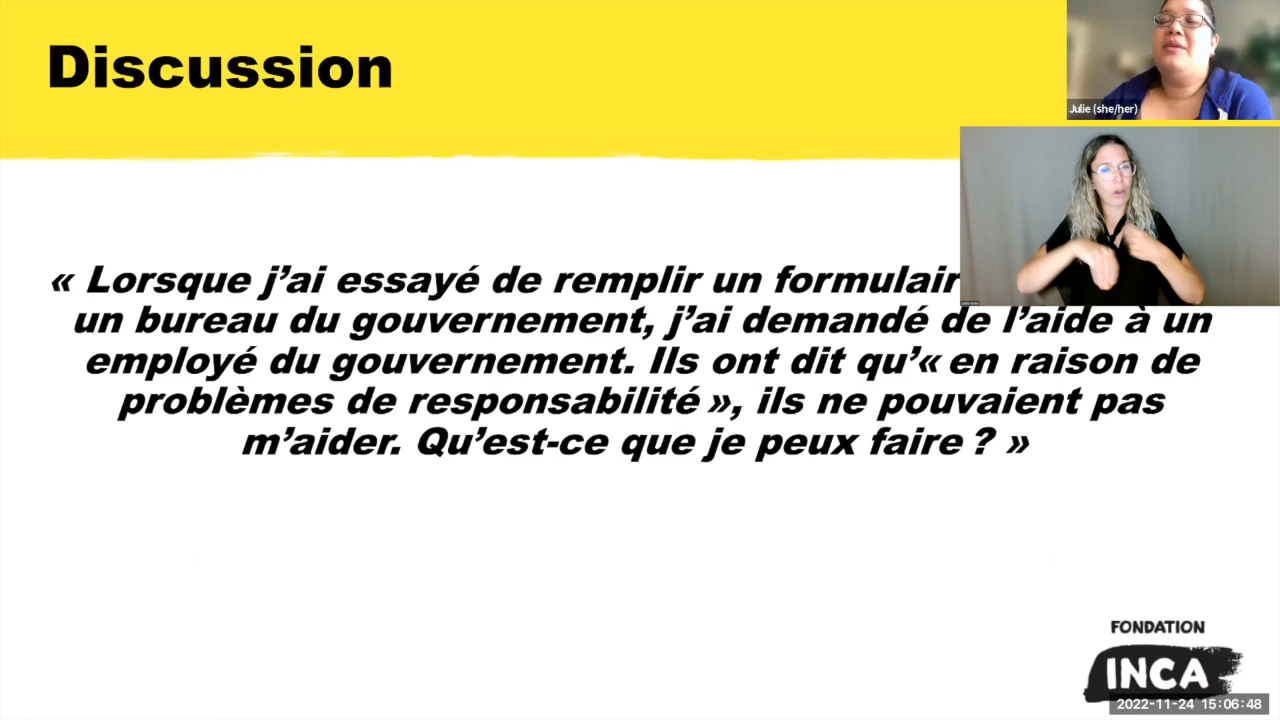 Discussion
Julie (she/her)
« Lorsque j’ai essayé de remplir un formulair
un bureau du gouvernement, j’ai demandé de l’aide à un
employé du gouvernement. Ils ont dit qu’« en raison de
problèmes de responsabilité », ils ne pouvaient pas
m’aider. Qu’est-ce que je peux faire ? »
FONDATION
INCA
2022-11-24 15:06:48